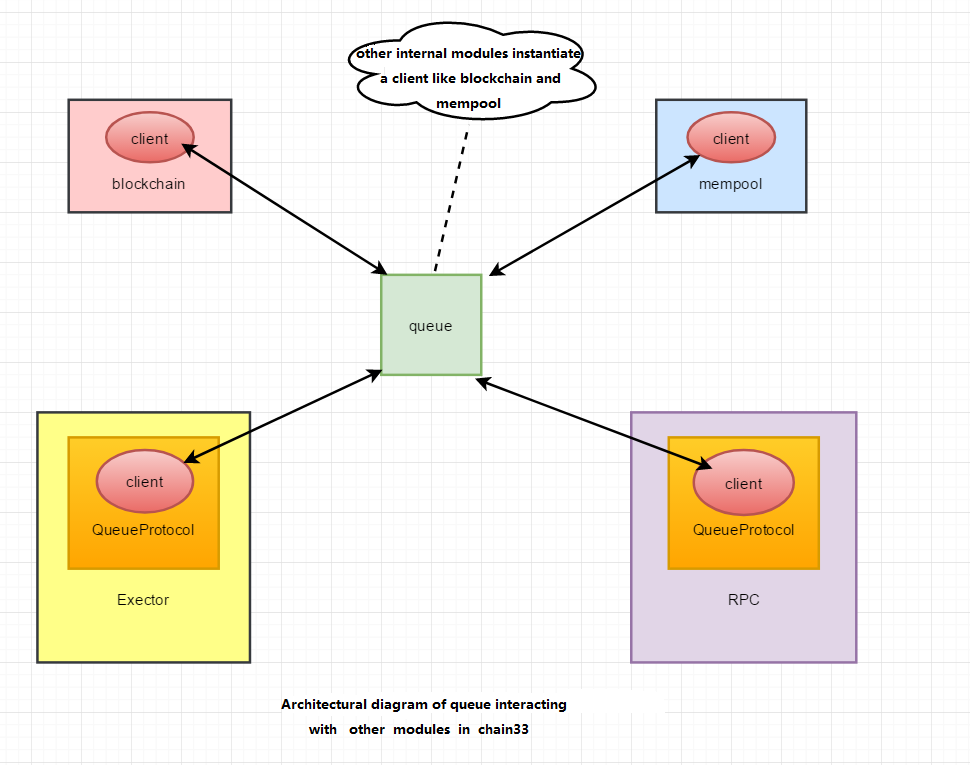 other internal modules instantiate
a client like blockchain and
mempool
client
blockchain
client
mempool
queue
client
QueueProtocol
Exector
client
QueueProtocol
RPC
Architectural diagram of queue interacting
with other modules in chain33